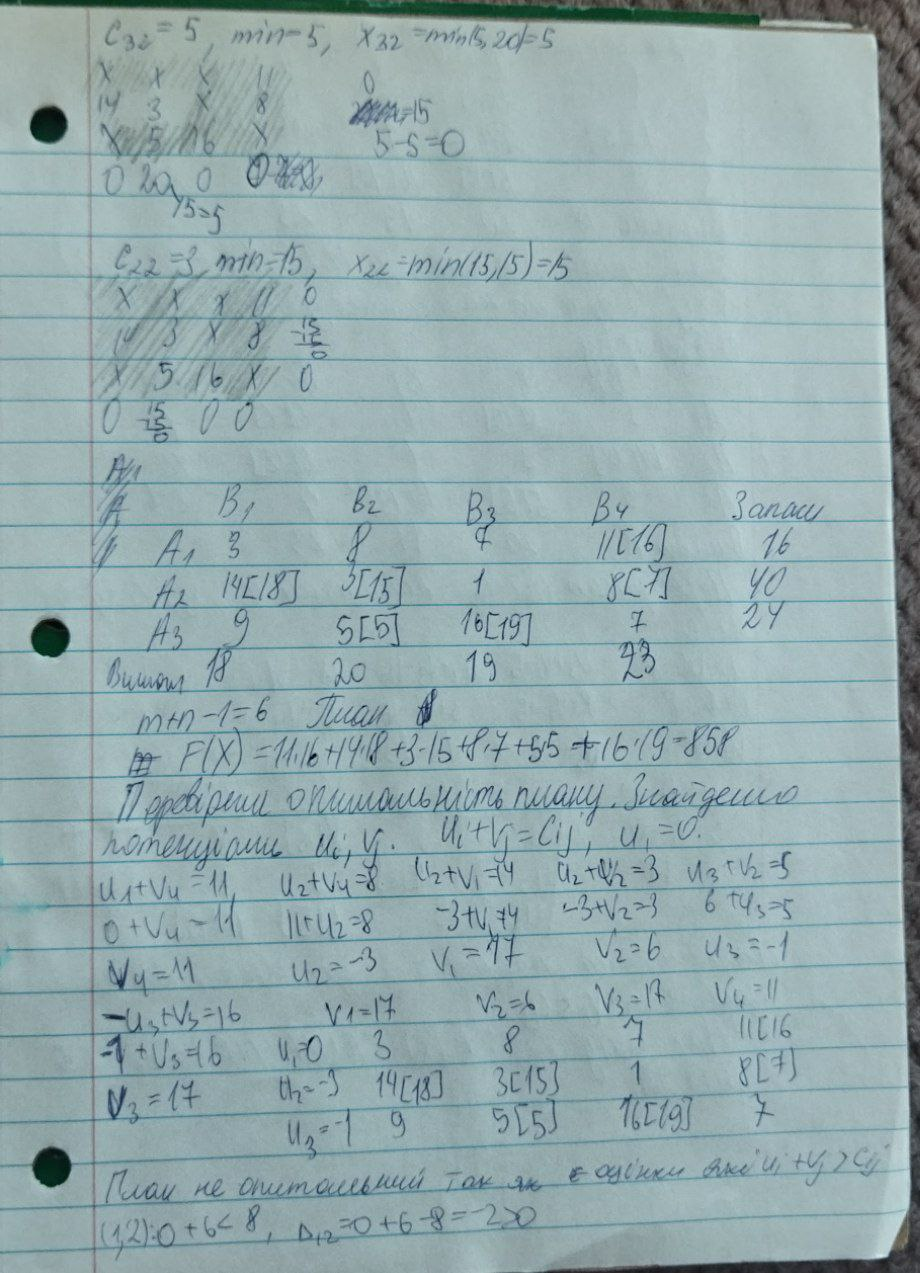 C₃₂ = 5, min = 5, x₃₂ = min(5, 20) = 5
x x x 11 0
14 3 x 8 = 15
x 5 16 x 5-5=0
0 20 0 0
15=5
C₂₂ = 3, min = 15, x₂₂ = min(15, 15) = 15
x x x 11 0
14 3 x 8 15-15 0
x 5 16 x 0
0 15-15 0 0 0
A
A B₁ B₂ B₃ B₄ Запаси
A₁ 3 8 7 11[16] 16
A₂ 14[18] 3[15] 1 8[7] 40
A₃ 9 5[5] 16[19] 7 24
18 20 19 23
m+n-1=6 План
F(X) = 11·16+14·18+3·15+8·7+5·5+16·19=858
Перевірим оптимальність плану. Знайдемо
потенціали ui, vj. ui+vj=cij, u₁=0.
u₁+v₄=11, u₂+v₄=8 u₂+v₁=14 u₂+v₂=3 u₃+v₂=5
0+v₄=11 11+u₂=8 -3+v₁=14 -3+v₂=3 6+u₃=5
v₄=11 u₂=-3 v₁=17 v₂=6 u₃=-1
-u₃+v₃=16 v1=17 v₂=6 v₃=17 v₄=11
-1+v₃=16 u₁=0 3 8 7 11[16
v₃=17 u₂=-3 14[18] 3[15] 1 8[7]
u₃=-1 9 5[5] 16[19] 7
План не оптимальний так як є оцінки ui+vj>cij
(1,2): 0+6<8, Δ₁₂=0+6-8=-2>0